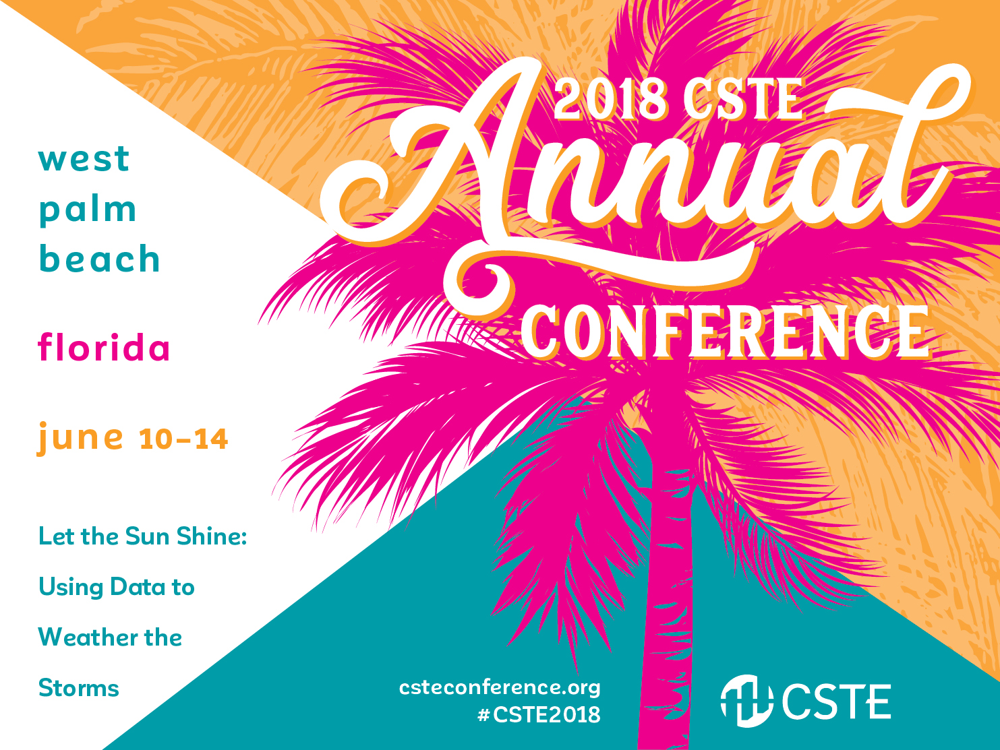 2018 CSTE
Annual
CONFERENCE
west
palm
beach
florida
june 10–14
Let the Sun Shine:
Using Data to
Weather the
Storms
csteconference.org
#CSTE2018
CSTE